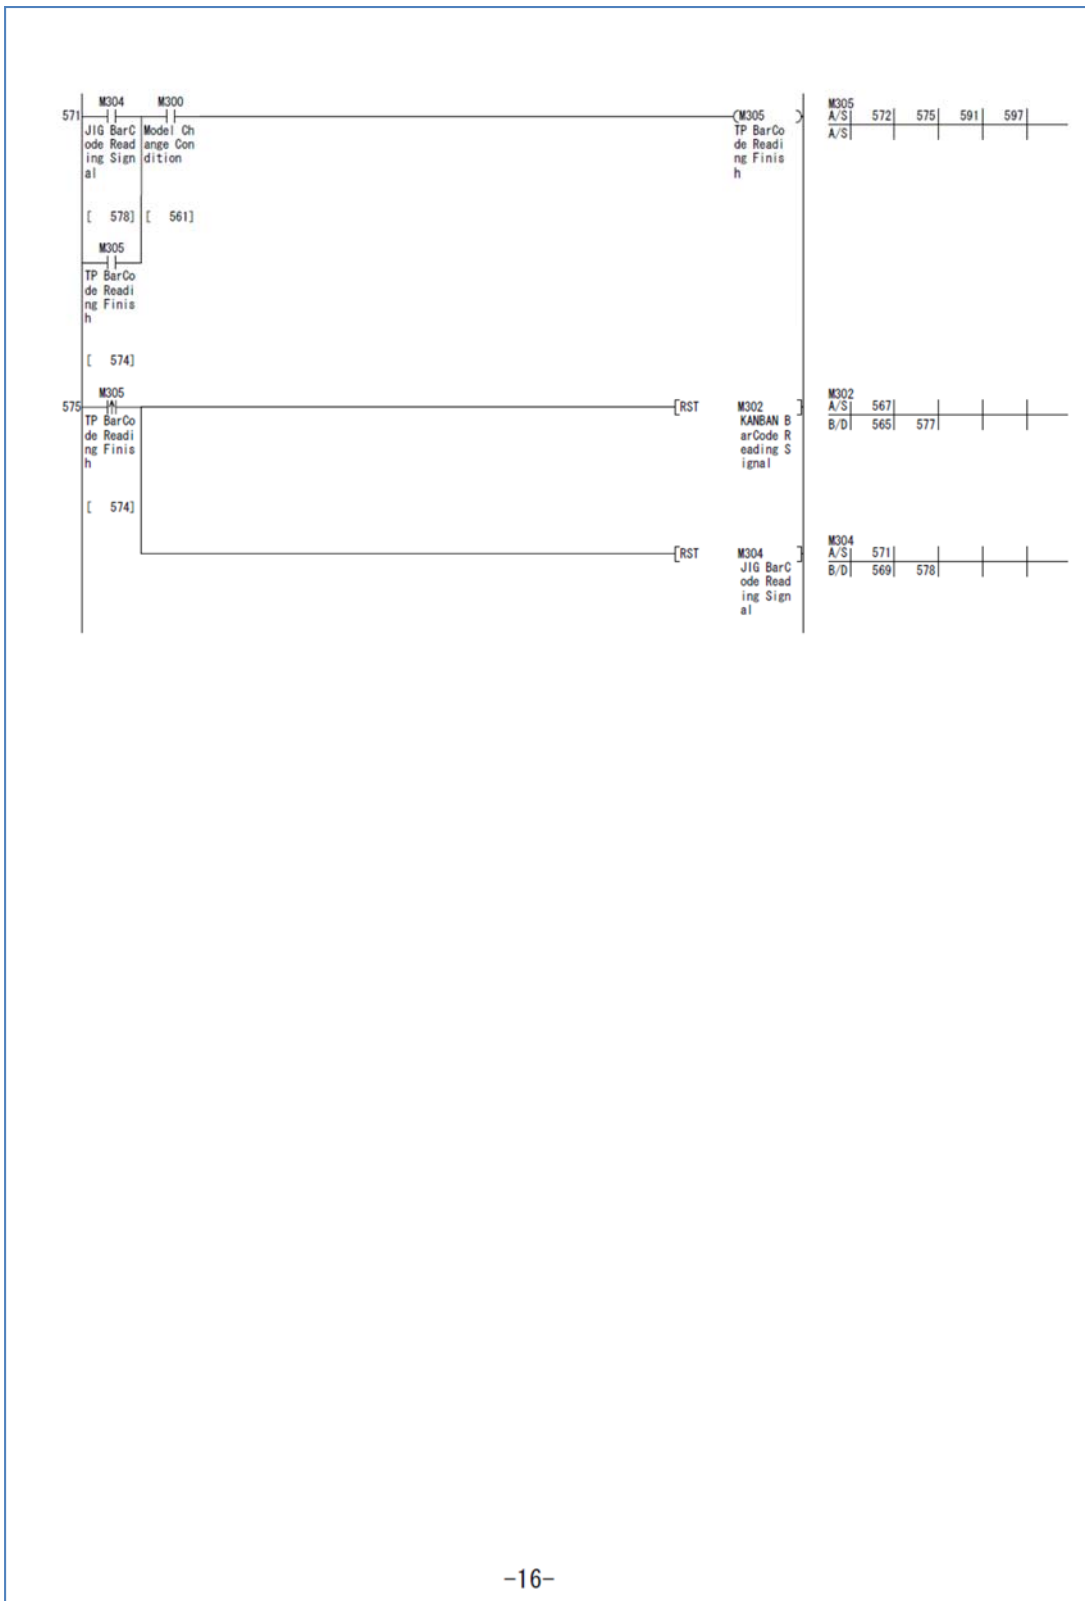 M304 M300
571 (M305 )
JIG BarC Model Ch TP BarCo
ode Read ange Con de Readi
ing Sign dition ng Finis
al h
[ 578] [ 561]
M305
TP BarCo
de Readi
ng Finis
h
[ 574]
M305
A/S 572 575 591 597
A/S
M305
575 [RST M302 ]
TP BarCo KANBAN B
de Readi arCode R
ng Finis eading S
h ignal
[ 574]
M302
A/S 567
B/D 565 577
[RST M304 ]
JIG BarC
ode Read
ing Sign
al
M304
A/S 571
B/D 569 578
-16-